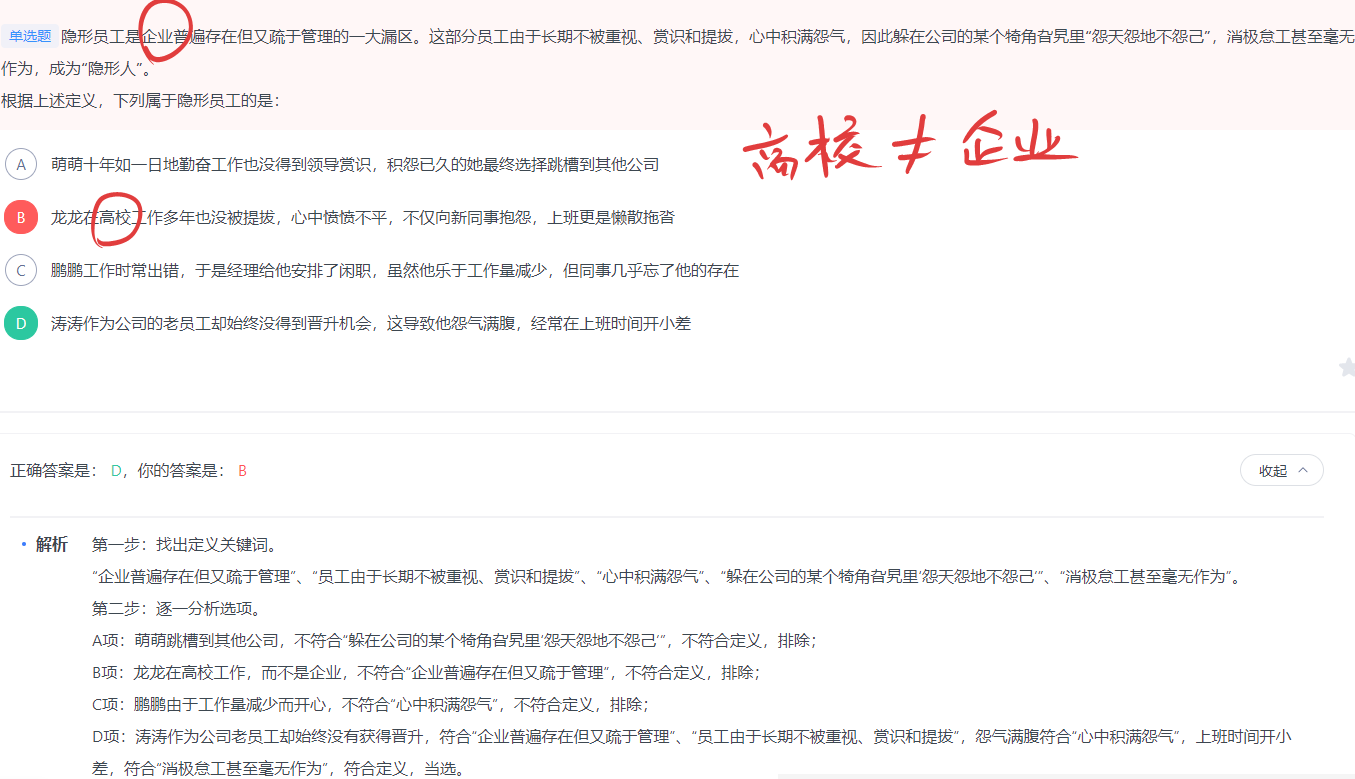 单选题 隐形员工是企业普遍存在但又疏于管理的一大漏区。这部分员工由于长期不被重视、赏识和提拔，心中积满怨气，因此躲在公司的某个犄角旮旯里“怨天怨地不怨己”，消极怠工甚至毫无
作为，成为“隐形人”。
根据上述定义，下列属于隐形员工的是：
高校 ≠ 企业
A 萌萌十年如一日地勤奋工作也没得到领导赏识，积怨已久的她最终选择跳槽到其他公司
B 龙龙在高校工作多年也没被提拔，心中愤愤不平，不仅向新同事抱怨，上班更是懒散拖沓
C 鹏鹏工作时常出错，于是经理给他安排了闲职，虽然他乐于工作量减少，但同事几乎忘了他的存在
D 涛涛作为公司的老员工却始终没得到晋升机会，这导致他怨气满腹，经常在上班时间开小差
正确答案是： D，你的答案是： B
收起
解析 第一步：找出定义关键词。
“企业普遍存在但又疏于管理”、“员工由于长期不被重视、赏识和提拔”、“心中积满怨气”、“躲在公司的某个犄角旮旯里‘怨天怨地不怨己’”、“消极怠工甚至毫无作为”。
第二步：逐一分析选项。
A项：萌萌跳槽到其他公司，不符合“躲在公司的某个犄角旮旯里‘怨天怨地不怨己’”，不符合定义，排除；
B项：龙龙在高校工作，而不是企业，不符合“企业普遍存在但又疏于管理”，不符合定义，排除；
C项：鹏鹏由于工作量减少而开心，不符合“心中积满怨气”，不符合定义，排除；
D项：涛涛作为公司老员工却始终没有获得晋升，符合“企业普遍存在但又疏于管理”、“员工由于长期不被重视、赏识和提拔”，怨气满腹符合“心中积满怨气”，上班时间开小
差，符合“消极怠工甚至毫无作为”，符合定义，当选。